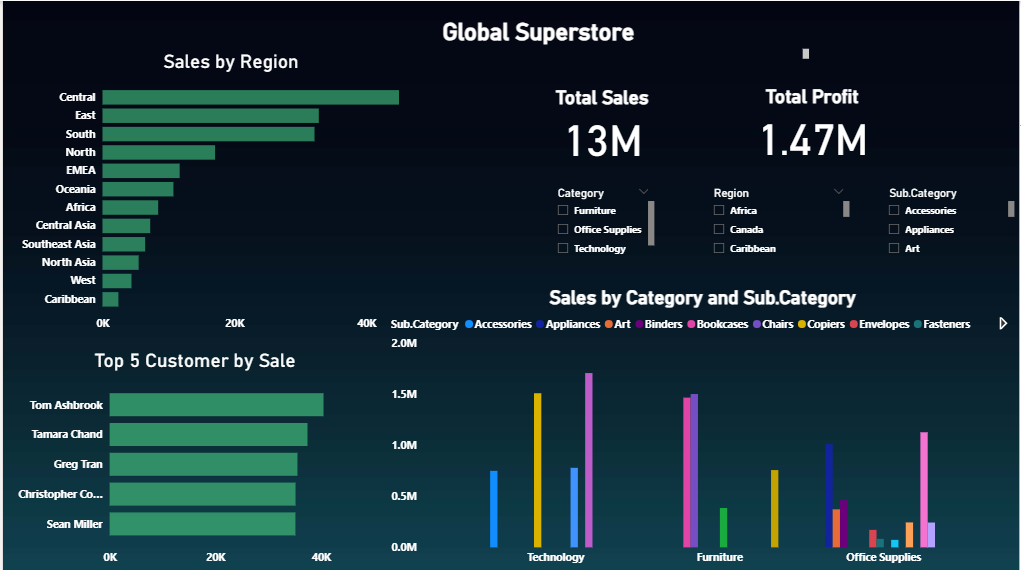 Global Superstore
Sales by Region
Central
East
South
North
EMEA
Oceania
Africa
Central Asia
Southeast Asia
North Asia
West
Caribbean
0K 20K 40K
Total Sales
13M
Total Profit
1.47M
Category
Furniture
Office Supplies
Technology
Region
Africa
Canada
Caribbean
Sub.Category
Accessories
Appliances
Art
Top 5 Customer by Sale
Tom Ashbrook
Tamara Chand
Greg Tran
Christopher Co...
Sean Miller
0K 20K 40K
Sales by Category and Sub.Category
Sub.Category Accessories Appliances Art Binders Bookcases Chairs Copiers Envelopes Fasteners
2.0M
1.5M
1.0M
0.5M
0.0M
Technology Furniture Office Supplies